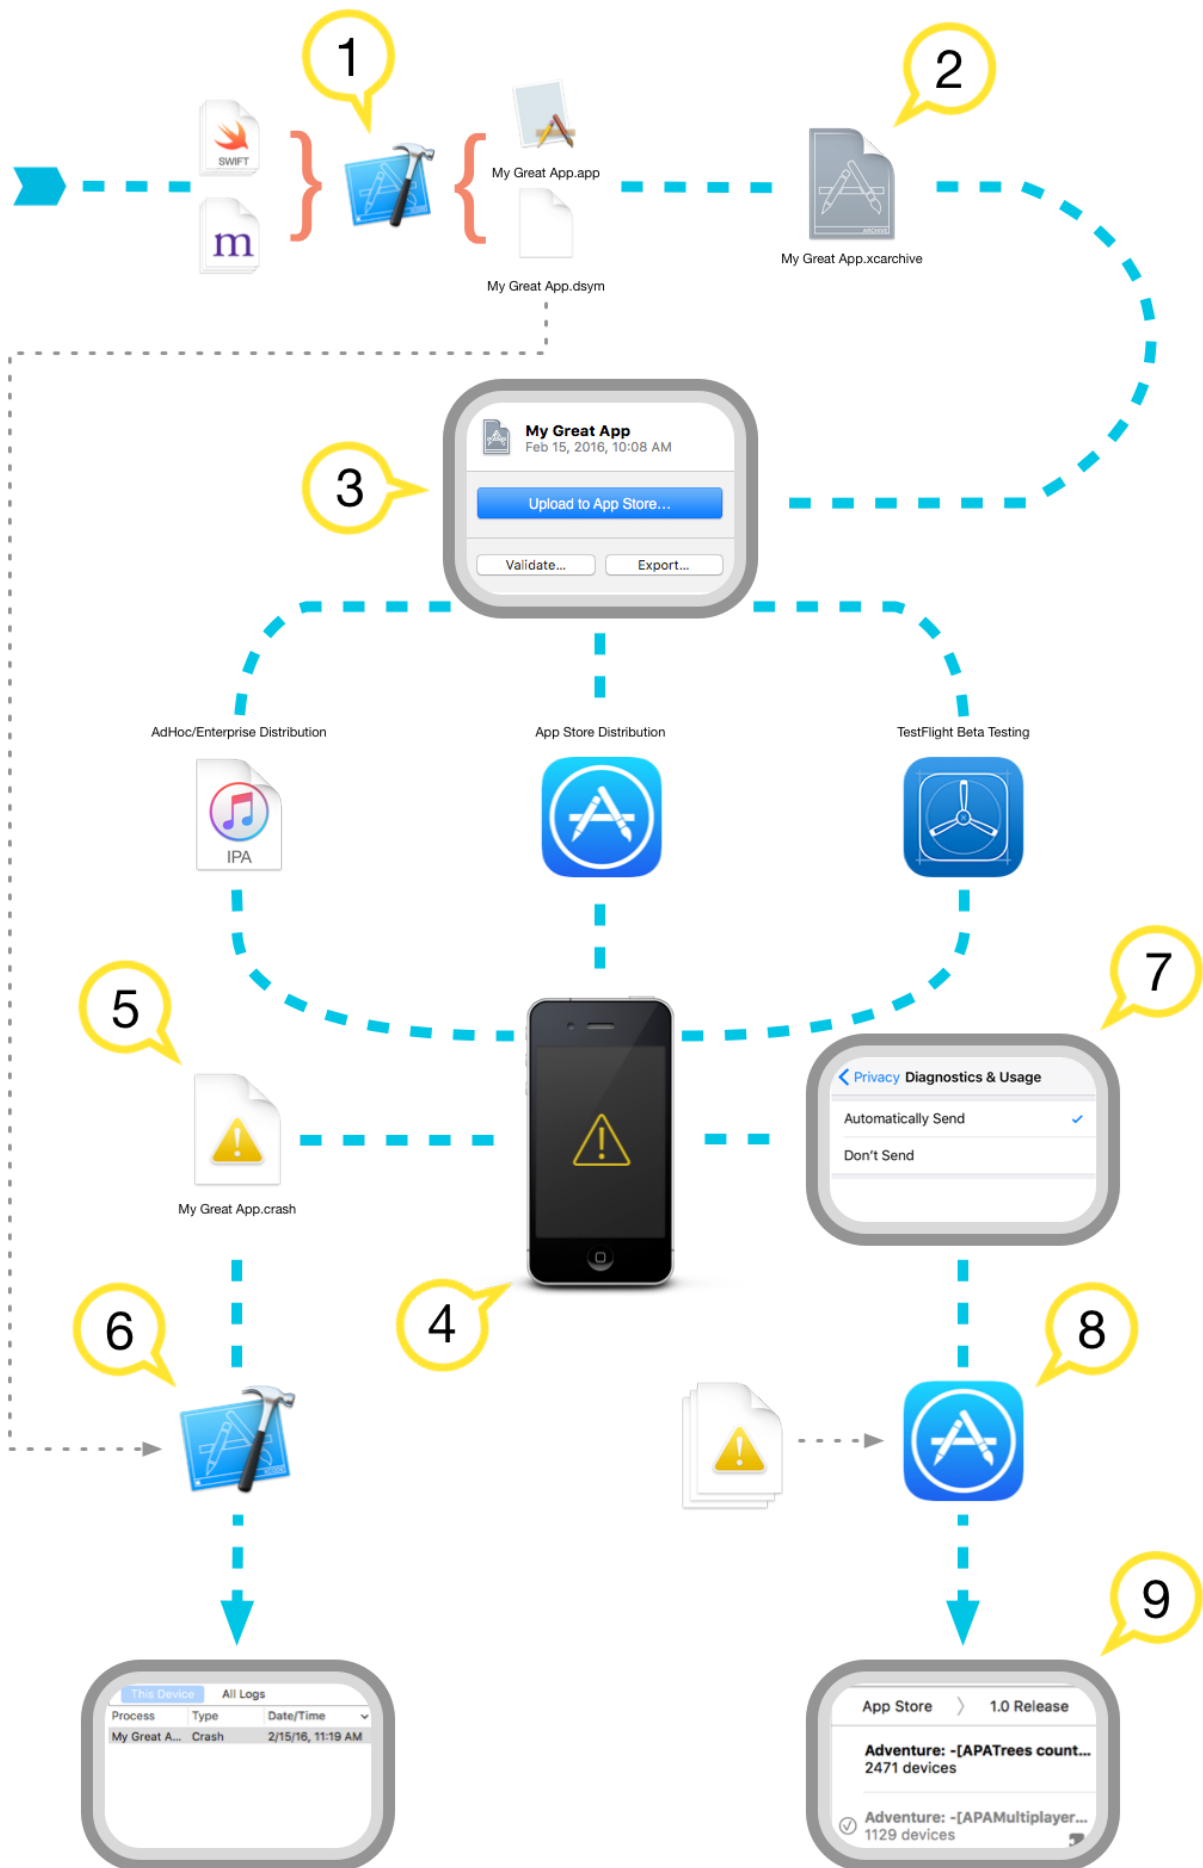 1
2
SWIFT
m
My Great App.app
My Great App.dsym
ARCHIVE
My Great App.xcarchive
3
My Great App
Feb 15, 2016, 10:08 AM
Upload to App Store...
Validate...
Export...
AdHoc/Enterprise Distribution
App Store Distribution
TestFlight Beta Testing
IPA
5
7
Privacy Diagnostics & Usage
Automatically Send
Don't Send
My Great App.crash
4
6
8
9
This Device All Logs
Process Type Date/Time
My Great A... Crash 2/15/16, 11:19 AM
App Store 1.0 Release
Adventure: -[APATrees count...
2471 devices
Adventure: -[APAMultiplayer...
1129 devices